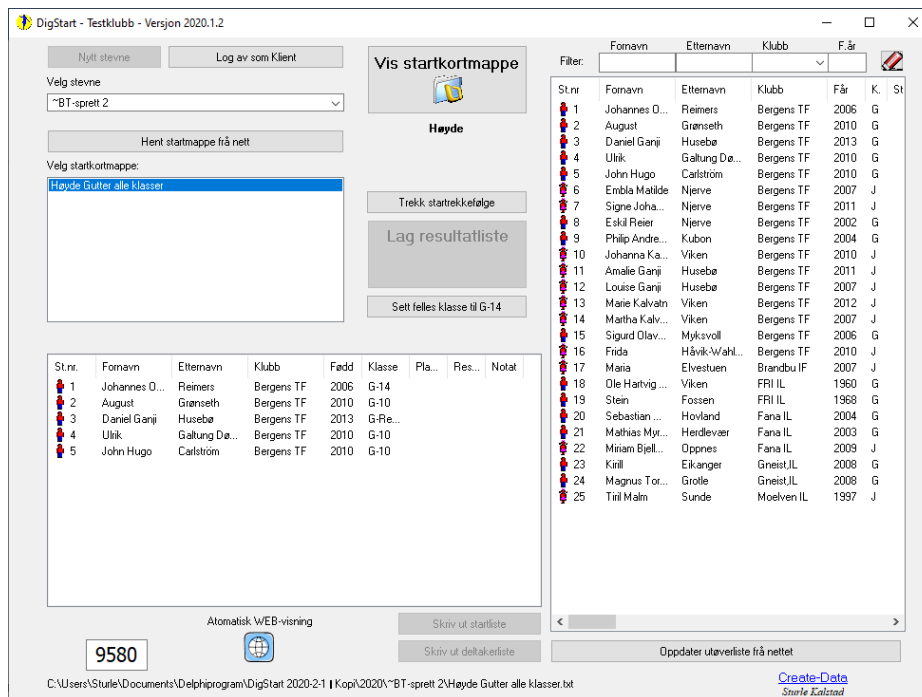 DigStart - Testklubb - Versjon 2020.1.2
Nytt stevne
Log av som Klient
Velg stevne
~BT-sprett 2
Hent startmappe frå nett
Velg startkortmappe:
Høyde Gutter alle klasser
Vis startkortmappe
Høyde
Trekk startrekkefølge
Lag resultatliste
Sett felles klasse til G-14
St.nr. Fornavn Etternavn Klubb Fødd Klasse Pla... Res... Notat
1 Johannes O... Reimers Bergens TF 2006 G-14
2 August Grønseth Bergens TF 2010 G-10
3 Daniel Ganji Husebø Bergens TF 2013 G-Re...
4 Ulrik Galtung Dø... Bergens TF 2010 G-10
5 John Hugo Carlström Bergens TF 2010 G-10
Atomatisk WEB-visning
Skriv ut startliste
Skriv ut deltakerliste
9580
C:\Users\Sturle\Documents\Delphiprogram\DigStart 2020-2-1 I Kopi\2020\~BT-sprett 2\Høyde Gutter alle klasser.txt
Fornavn Etternavn Klubb F.år
Filter:
St.nr Fornavn Etternavn Klubb Får K. St
1 Johannes O... Reimers Bergens TF 2006 G
2 August Grønseth Bergens TF 2010 G
3 Daniel Ganji Husebø Bergens TF 2013 G
4 Ulrik Galtung Dø... Bergens TF 2010 G
5 John Hugo Carlström Bergens TF 2010 G
6 Embla Matilde Njerve Bergens TF 2007 J
7 Signe Joha... Njerve Bergens TF 2011 J
8 Eskil Reier Njerve Bergens TF 2002 G
9 Philip Andre... Kubon Bergens TF 2004 G
10 Johanna Ka... Viken Bergens TF 2010 J
11 Amalie Ganji Husebø Bergens TF 2011 J
12 Louise Ganji Husebø Bergens TF 2007 J
13 Marie Kalvatn Viken Bergens TF 2012 J
14 Martha Kalv... Viken Bergens TF 2007 J
15 Sigurd Olav... Myksvoll Bergens TF 2006 G
16 Frida Håvik-Wahl... Bergens TF 2010 J
17 Maria Elvestuen Brandbu IF 2007 J
18 Ole Hartvig ... Viken FRI IL 1960 G
19 Stein Fossen FRI IL 1968 G
20 Sebastian ... Hovland Fana IL 2004 G
21 Mathias Myr... Herdlevær Fana IL 2003 G
22 Miriam Bjell... Oppnes Fana IL 2009 J
23 Kirill Eikanger Gneist,IL 2008 G
24 Magnus Tor... Grotle Gneist,IL 2008 G
25 Tiril Malm Sunde Moelven IL 1997 J
Oppdater utøverliste frå nettet
Create-Data
Sturle Kalstad